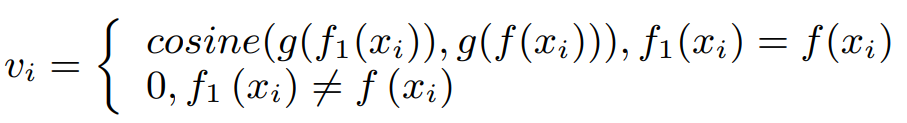 v_i = { cosine(g(f_1(x_i)), g(f(x_i))), f_1(x_i) = f(x_i)
0, f_1 (x_i) ≠ f (x_i)